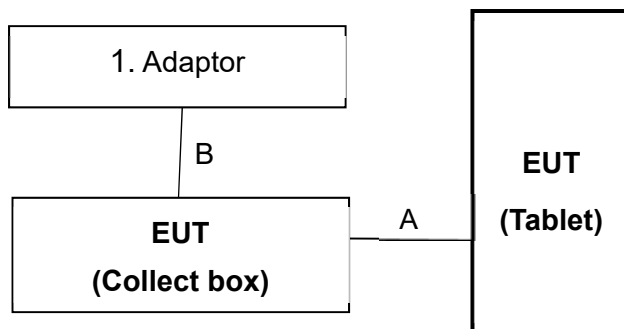 1. Adaptor
B
EUT
(Collect box)
A
EUT
(Tablet)